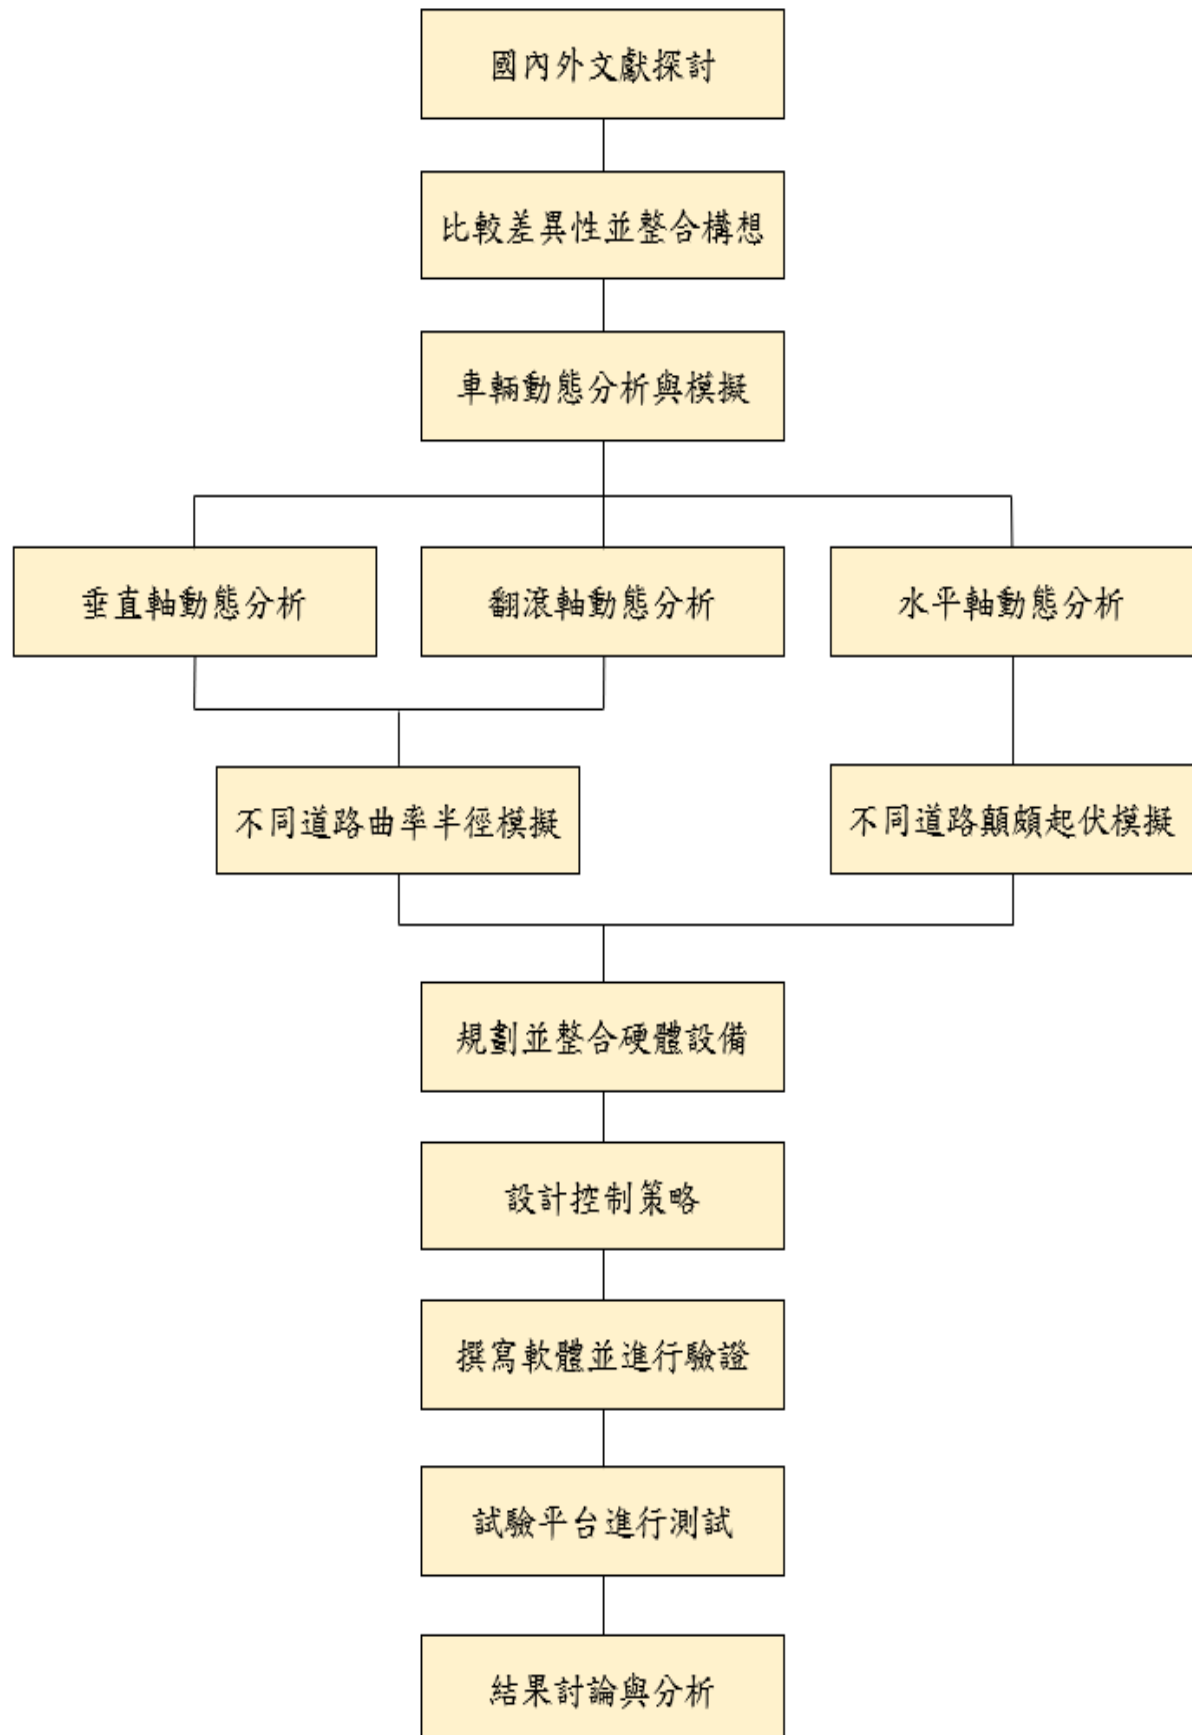 國內外文獻探討
比較差異性並整合構想
車輛動態分析與模擬
垂直軸動態分析
翻滾軸動態分析
水平軸動態分析
不同道路曲率半徑模擬
不同道路顛頗起伏模擬
規劃並整合硬體設備
設計控制策略
撰寫軟體並進行驗證
試驗平台進行測試
結果討論與分析